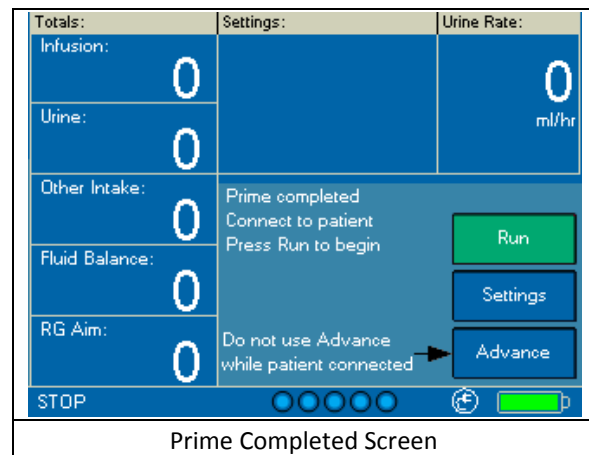 Totals:
Settings:
Urine Rate:
Infusion:
0
0
ml/hr
Urine:
0
Other Intake:
0
Prime completed
Connect to patient
Press Run to begin
Run
Fluid Balance:
0
Settings
RG Aim:
0
Do not use Advance
while patient connected
Advance
STOP
Prime Completed Screen